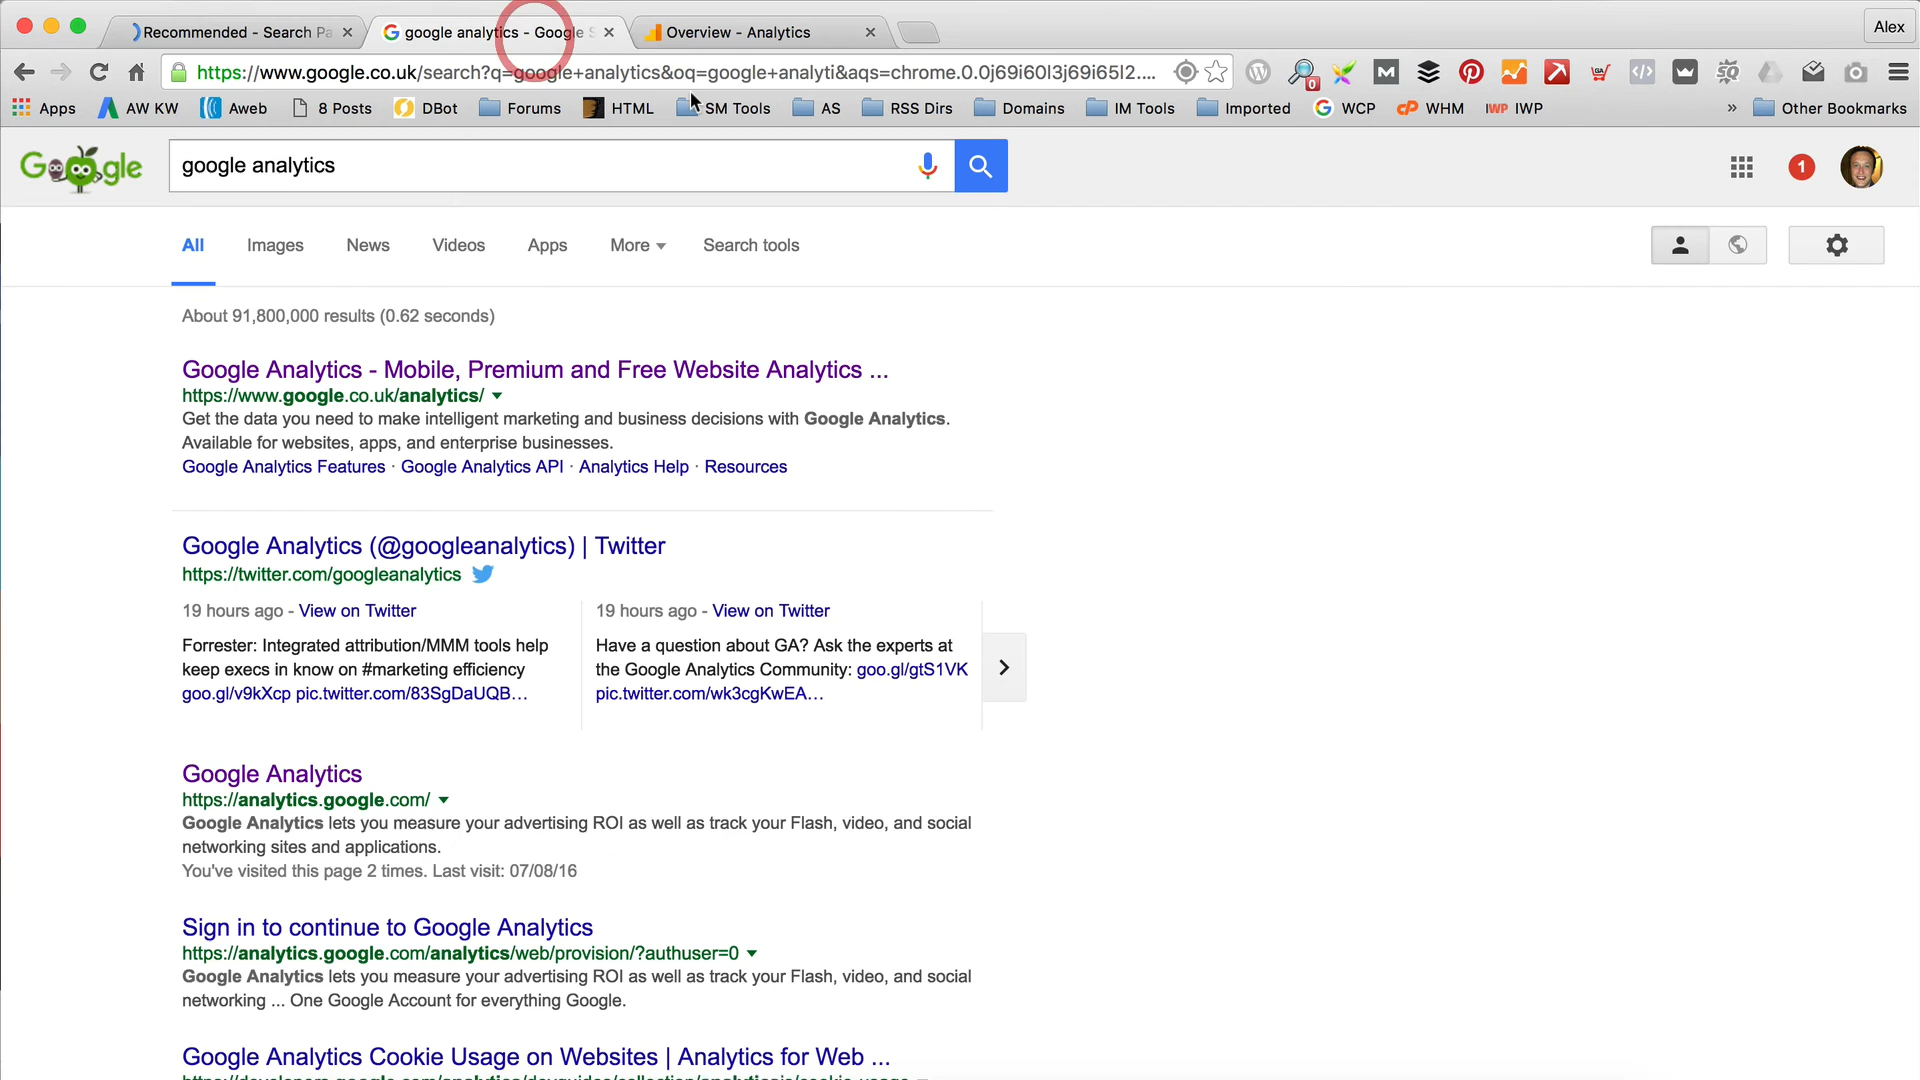 Recommended - Search Pa
google analytics - Google S
Overview - Analytics
Alex
https://www.google.co.uk/search?q=google+analytics&oq=google+analyti&aqs=chrome.0.0j69i60l3j69i65l2....
0
Apps
AW KW
Aweb
8 Posts
DBot
Forums
HTML
SM Tools
AS
RSS Dirs
Domains
IM Tools
Imported
WCP
WHM
IWP IWP
»
Other Bookmarks
Google
google analytics
1
All
Images
News
Videos
Apps
More
Search tools
About 91,800,000 results (0.62 seconds)
Google Analytics - Mobile, Premium and Free Website Analytics ...
https://www.google.co.uk/analytics/
Get the data you need to make intelligent marketing and business decisions with Google Analytics.
Available for websites, apps, and enterprise businesses.
Google Analytics Features · Google Analytics API · Analytics Help · Resources
Google Analytics (@googleanalytics) | Twitter
https://twitter.com/googleanalytics
19 hours ago - View on Twitter
Forrester: Integrated attribution/MMM tools help
keep execs in know on #marketing efficiency
goo.gl/v9kXcp pic.twitter.com/83SgDaUQB…
19 hours ago - View on Twitter
Have a question about GA? Ask the experts at
the Google Analytics Community: goo.gl/gtS1VK
pic.twitter.com/wk3cgKwEA…
Google Analytics
https://analytics.google.com/
Google Analytics lets you measure your advertising ROI as well as track your Flash, video, and social
networking sites and applications.
You've visited this page 2 times. Last visit: 07/08/16
Sign in to continue to Google Analytics
https://analytics.google.com/analytics/web/provision/?authuser=0
Google Analytics lets you measure your advertising ROI as well as track your Flash, video, and social
networking ... One Google Account for everything Google.
Google Analytics Cookie Usage on Websites | Analytics for Web ...